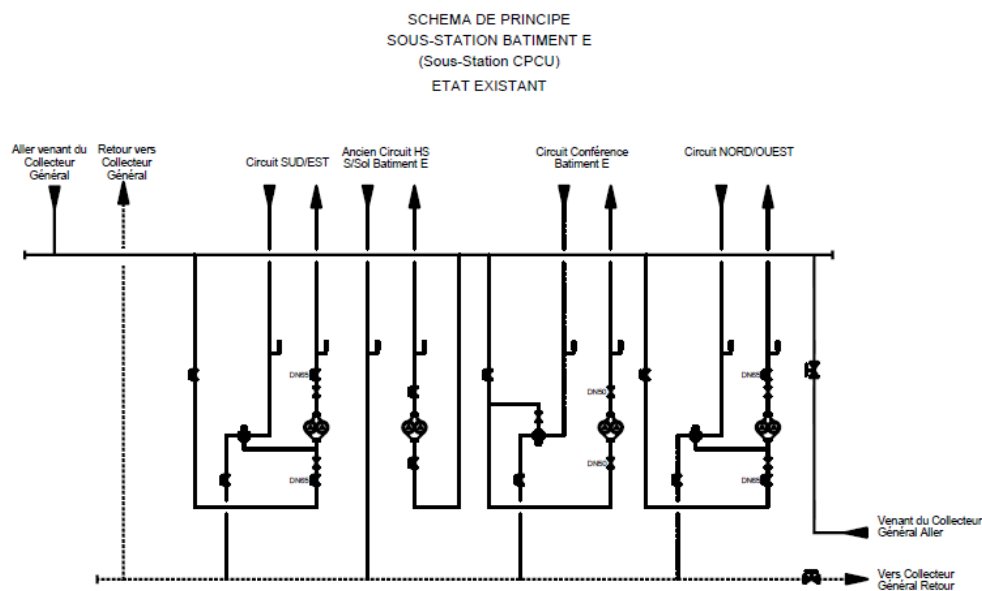 SCHEMA DE PRINCIPE
SOUS-STATION BATIMENT E
(Sous-Station CPCU)
ETAT EXISTANT
Aller venant du
Collecteur
Général
Retour vers
Collecteur
Général
Circuit SUD/EST
Ancien Circuit HS
S/Sol Batiment E
Circuit Conférence
Batiment E
Circuit NORD/OUEST
DN65
DN50
DN65
DN65
DN50
DN65
Venant du Collecteur
Général Aller
Vers Collecteur
Général Retour